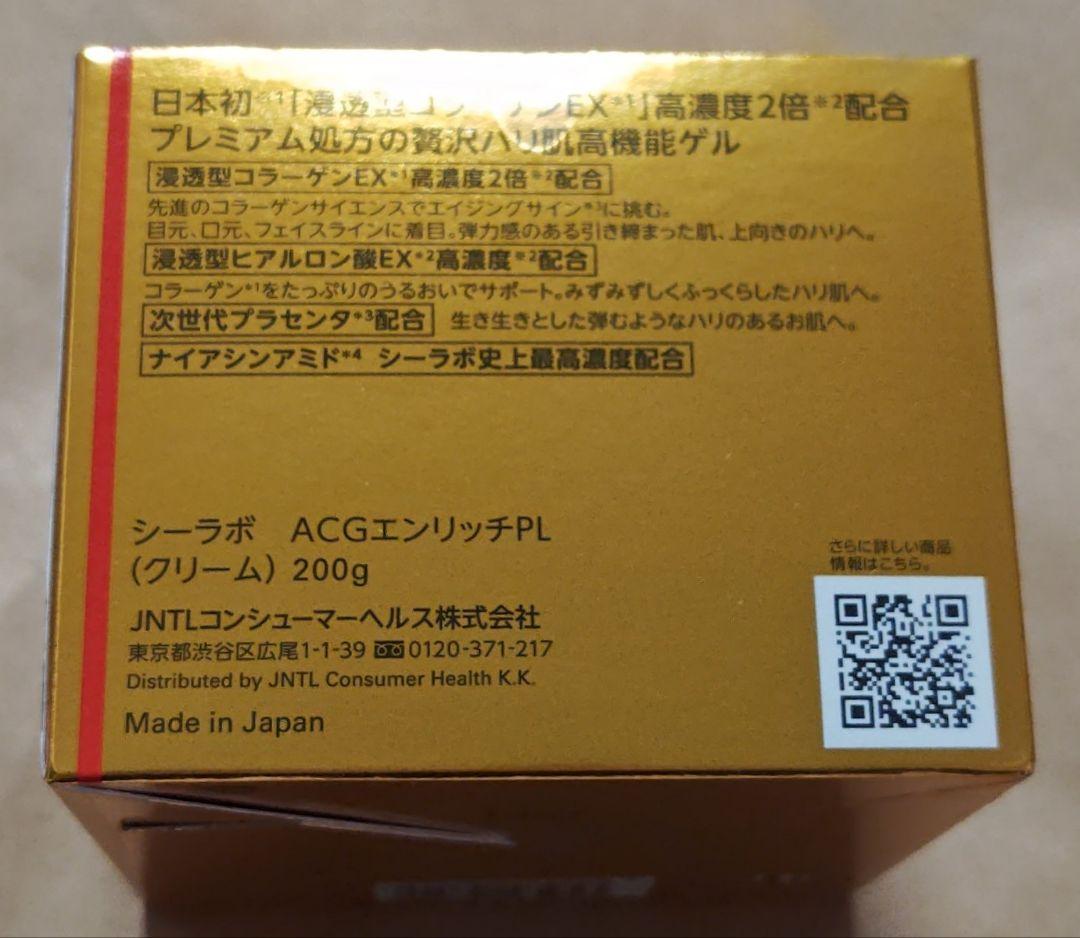 日本初※1「浸透型コラーゲンEX*1」高濃度2倍※2配合
プレミアム処方の贅沢ハリ肌高機能ゲル
浸透型コラーゲンEX*1高濃度2倍※2配合
先進のコラーゲンサイエンスでエイジングサイン※3に挑む。
目元、口元、フェイスラインに着目。弾力感のある引き締まった肌、上向きのハリへ。
浸透型ヒアルロン酸EX*2高濃度※2配合
コラーゲン*1をたっぷりのうるおいでサポート。みずみずしくふっくらしたハリ肌へ。
次世代プラセンタ*3配合 生き生きとした弾むようなハリのあるお肌へ。
ナイアシンアミド*4 シーラボ史上最高濃度配合
シーラボ ACGエンリッチPL
(クリーム) 200g
JNTLコンシューマーヘルス株式会社
東京都渋谷区広尾1-1-39 0120-371-217
Distributed by JNTL Consumer Health K.K.
Made in Japan
さらに詳しい商品
情報はこちら。